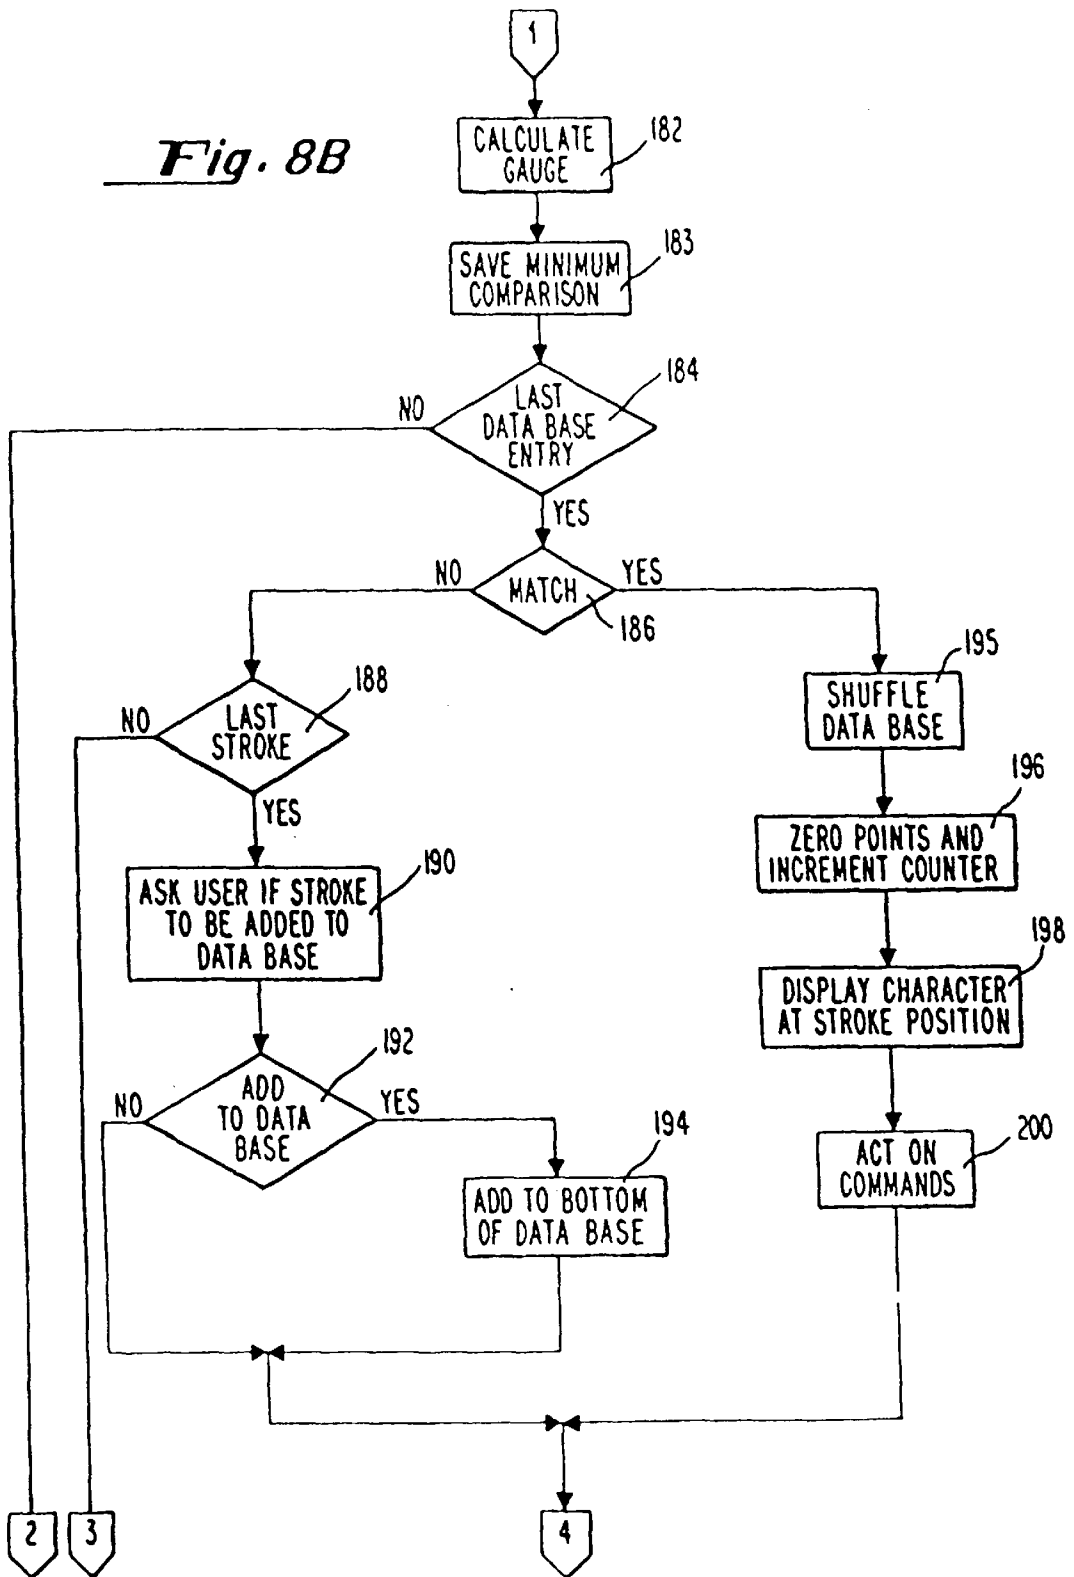 1
Fig. 8B
CALCULATE
GAUGE
182
SAVE MINIMUM
COMPARISON
183
LAST
DATA BASE
ENTRY
184
NO
YES
MATCH
186
NO
YES
LAST
STROKE
188
NO
YES
SHUFFLE
DATA BASE
195
ZERO POINTS AND
INCREMENT COUNTER
196
ASK USER IF STROKE
TO BE ADDED TO
DATA BASE
190
DISPLAY CHARACTER
AT STROKE POSITION
198
ADD
TO DATA
BASE
192
NO
YES
ADD TO BOTTOM
OF DATA BASE
194
ACT ON
COMMANDS
200
2
3
4